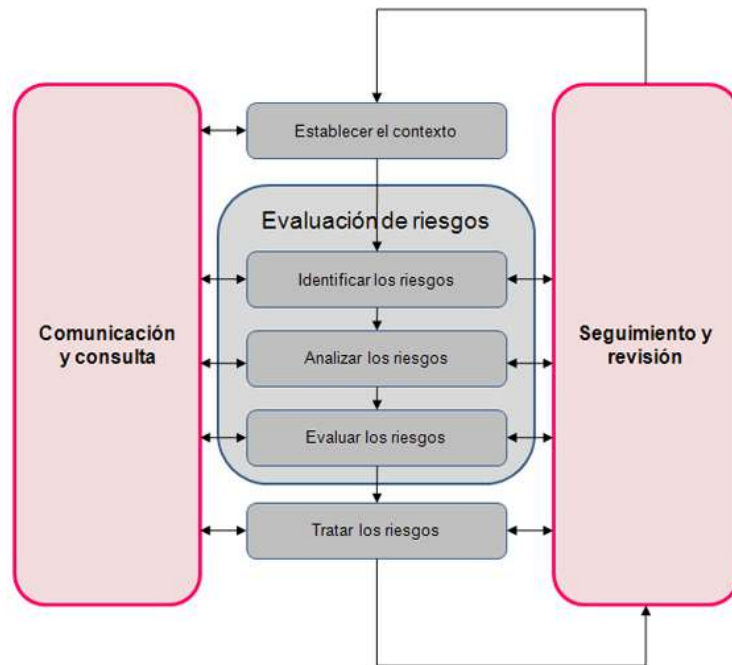 Establecer el contexto
Evaluación de riesgos
Identificar los riesgos
Comunicación
y consulta
Analizar los riesgos
Seguimiento y
revisión
Evaluar los riesgos
Tratar los riesgos